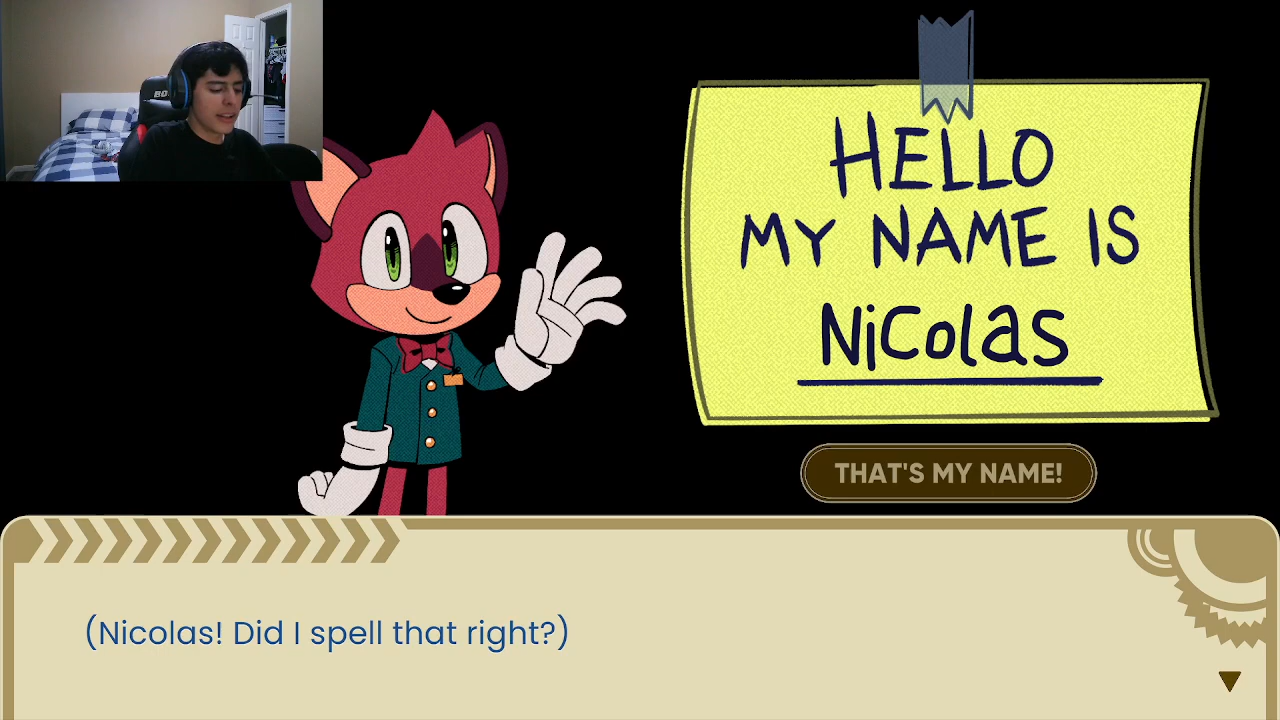 HELLO
MY NAME IS
Nicolas
THAT'S MY NAME!
(Nicolas! Did I spell that right?)